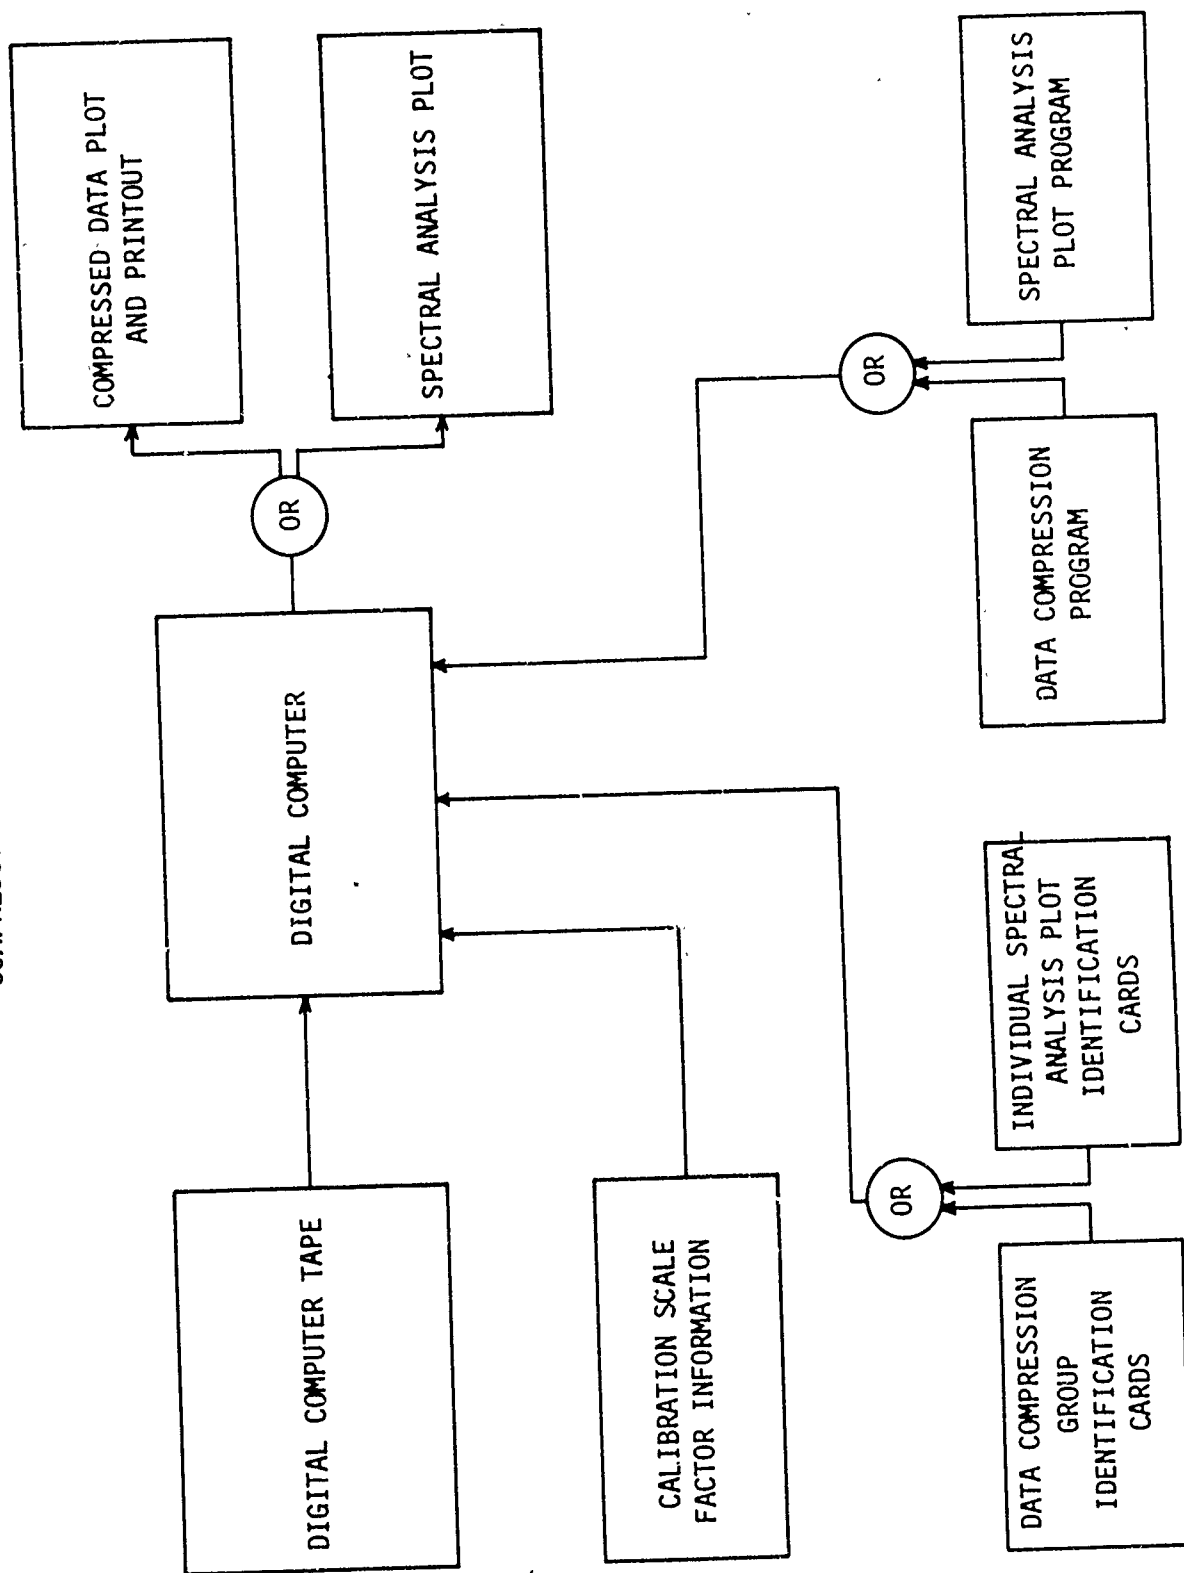 COMPRESSED DATA PLOT
AND PRINTOUT
SPECTRAL ANALYSIS PLOT
OR
DIGITAL COMPUTER
DIGITAL COMPUTER TAPE
CALIBRATION SCALE
FACTOR INFORMATION
OR
DATA COMPRESSION
GROUP
IDENTIFICATION
CARDS
INDIVIDUAL SPECTRAL
ANALYSIS PLOT
IDENTIFICATION
CARDS
OR
DATA COMPRESSION
PROGRAM
SPECTRAL ANALYSIS
PLOT PROGRAM